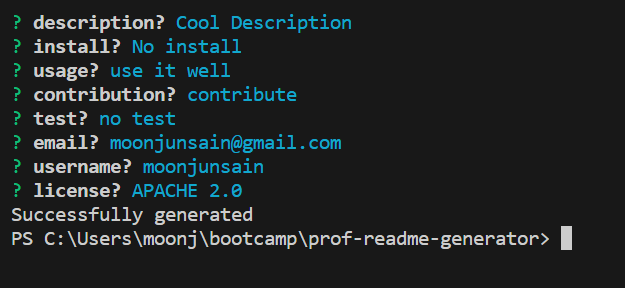 ? description? Cool Description
? install? No install
? usage? use it well
? contribution? contribute
? test? no test
? email? moonjunsain@gmail.com
? username? moonjunsain
? license? APACHE 2.0
Successfully generated
PS C:\Users\moonj\bootcamp\prof-readme-generator>